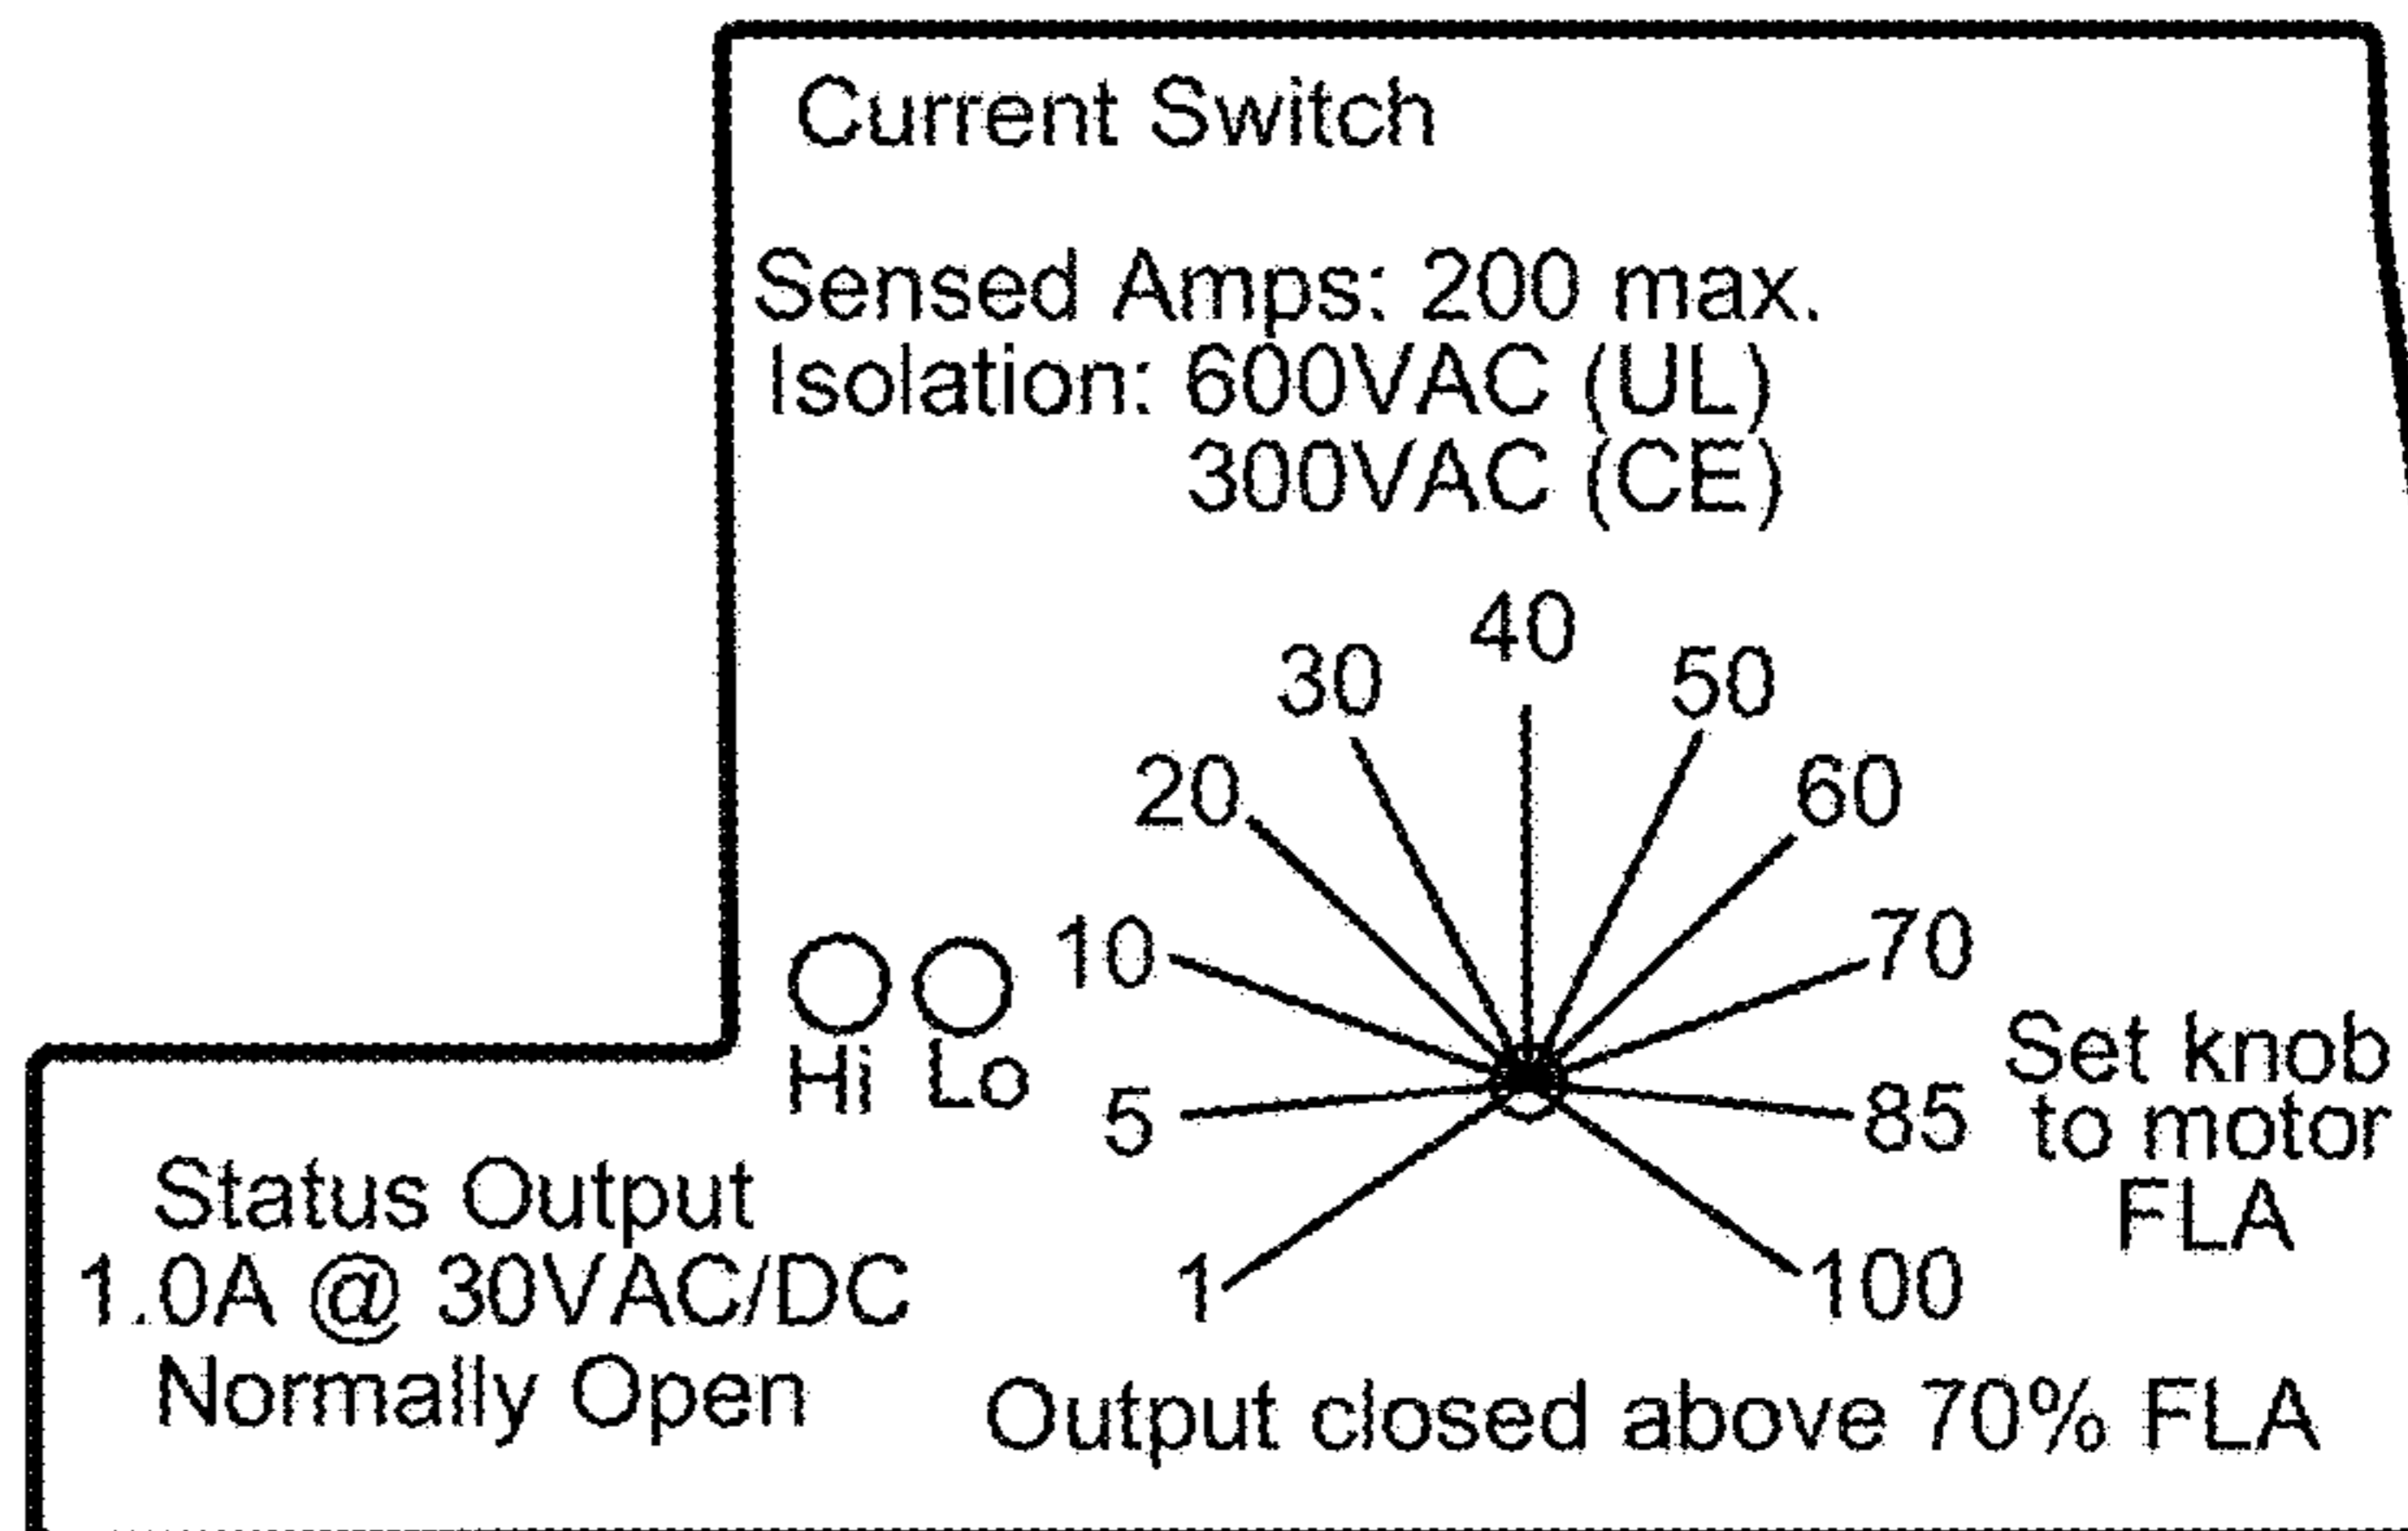 Current Switch
Sensed Amps: 200 max.
Isolation: 600VAC (UL)
300VAC (CE)
40
30
50
20
60
10
70
Hi
Lo
5
85
1
100
Set knob
to motor
FLA
Status Output
1.0A @ 30VAC/DC
Normally Open
Output closed above 70% FLA